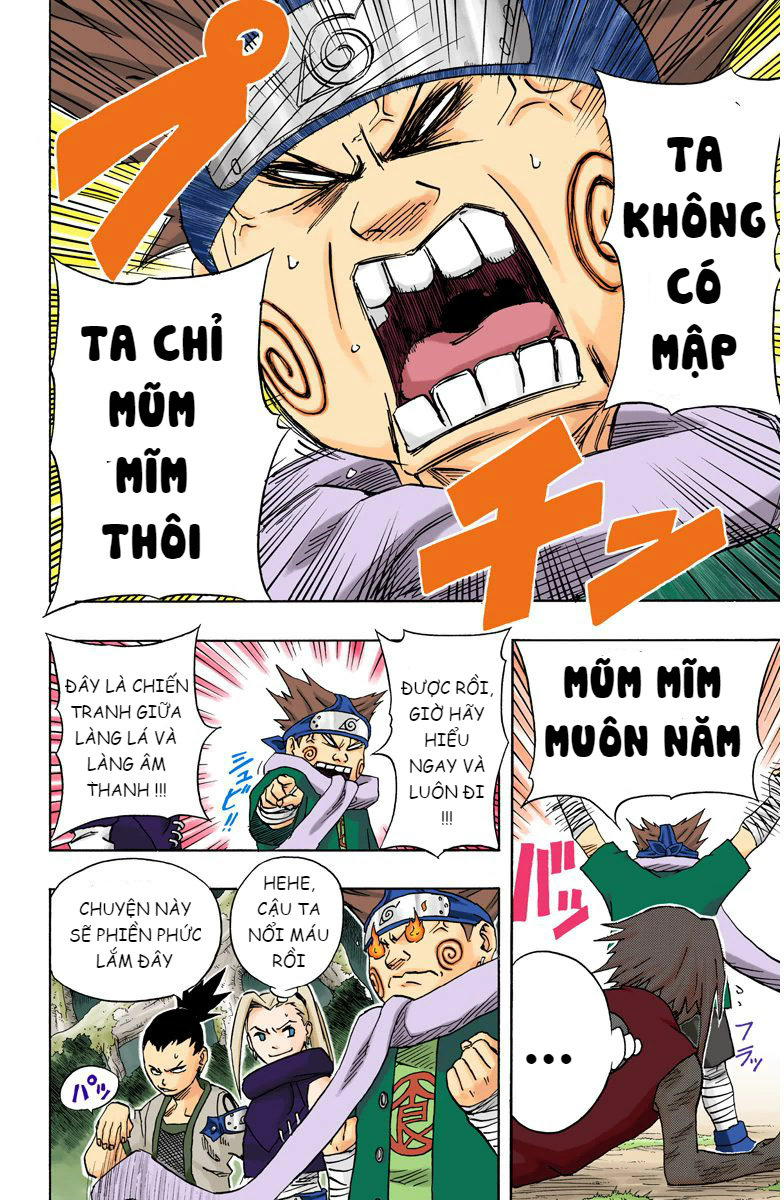 TA
KHÔNG
CÓ
MẬP
TA CHỈ
MŨM
MĨM
THÔI
プチン
MŨM MĨM
MUÔN NĂM
バッ
ĐƯỢC RỒI,
GIỜ HÃY
HIỂU
NGAY VÀ
LUÔN ĐI
!!!
ĐÂY LÀ CHIẾN
TRANH GIỮA
LÀNG LÁ VÀ
LÀNG ÂM
THANH !!!
シュビ!!
...
フラッ
HEHE,
CẬU TA
NỔI MÁU
RỒI
CHUYỆN NÀY
SẼ PHIỀN PHỨC
LẮM ĐÂY
パッ